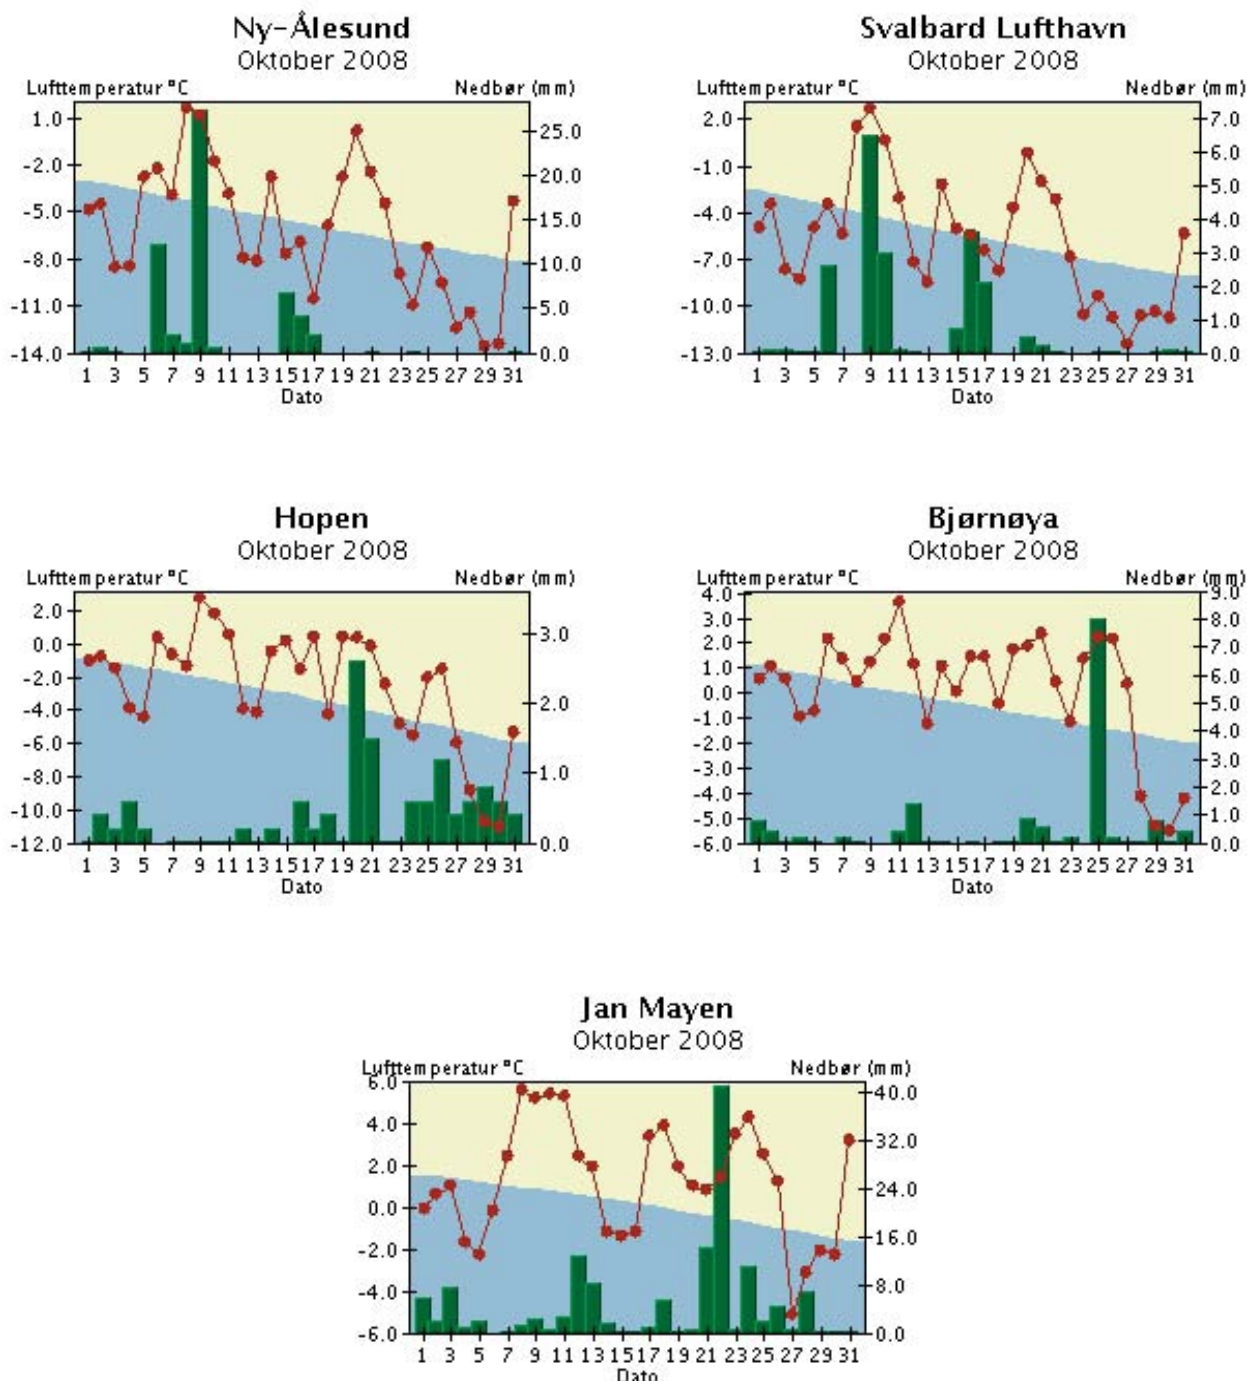 Ny-Ålesund
Oktober 2008
Lufttemperatur °C Nedbør (mm)
1.0
-2.0
-5.0
-8.0
-11.0
-14.0
25.0
20.0
15.0
10.0
5.0
0.0
1 3 5 7 9 11 13 15 17 19 21 23 25 27 29 31
Dato
Svalbard Lufthavn
Oktober 2008
Lufttemperatur °C Nedbør (mm)
2.0
-1.0
-4.0
-7.0
-10.0
-13.0
7.0
6.0
5.0
4.0
3.0
2.0
1.0
0.0
1 3 5 7 9 11 13 15 17 19 21 23 25 27 29 31
Dato
Hopen
Oktober 2008
Lufttemperatur °C Nedbør (mm)
2.0
0.0
-2.0
-4.0
-6.0
-8.0
-10.0
-12.0
3.0
2.0
1.0
0.0
1 3 5 7 9 11 13 15 17 19 21 23 25 27 29 31
Dato
Bjørnøya
Oktober 2008
Lufttemperatur °C Nedbør (mm)
4.0
3.0
2.0
1.0
0.0
-1.0
-2.0
-3.0
-4.0
-5.0
-6.0
9.0
8.0
7.0
6.0
5.0
4.0
3.0
2.0
1.0
0.0
1 3 5 7 9 11 13 15 17 19 21 23 25 27 29 31
Dato
Jan Mayen
Oktober 2008
Lufttemperatur °C Nedbør (mm)
6.0
4.0
2.0
0.0
-2.0
-4.0
-6.0
40.0
32.0
24.0
16.0
8.0
0.0
1 3 5 7 9 11 13 15 17 19 21 23 25 27 29 31
Dato